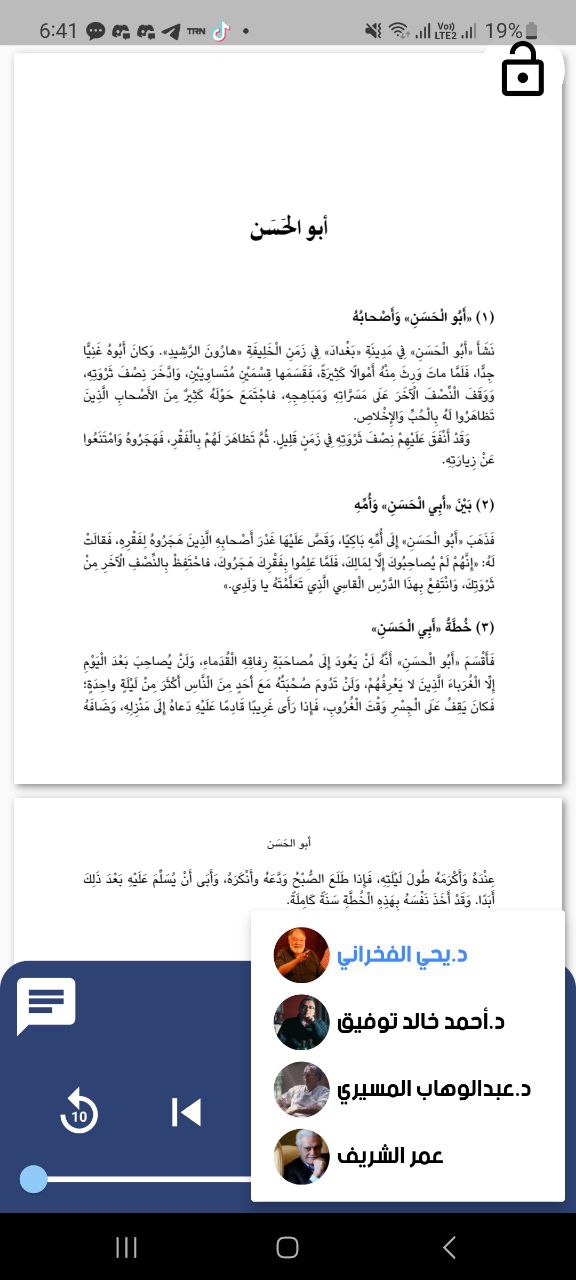 6:41
TRN
Vo))
LTE2
19%
أبو الحَسَن
(١) «أَبُو الْحَسَنِ» وَأَصْحابُهُ
نَشَأَ «أَبُو الْحَسَنِ» فِي مَدِينَةِ «بَغْدادَ» فِي زَمَنِ الْخَلِيفَةِ «هارُونَ الرَّشِيدِ». وَكانَ أَبُوهُ غَنِيًّا
جِدًّا، فَلَمَّا ماتَ وَرِثَ مِنْهُ أَمْوالًا كَثِيرَةً، فَقَسَمَها قِسْمَيْنِ مُتَساوِيَيْنِ، وَادَّخَرَ نِصْفَ ثَرْوَتِهِ،
وَوَقَفَ النِّصْفَ الْآخَرَ عَلَى مَسَرَّاتِهِ وَمَباهِجِهِ، فاجْتَمَعَ حَوْلَهُ كَثِيرٌ مِنَ الْأَصْحابِ الَّذِينَ
تَظاهَرُوا لَهُ بِالْحُبِّ وَالْإِخْلاصِ.
وَقَدْ أَنْفَقَ عَلَيْهِمْ نِصْفَ ثَرْوَتِهِ فِي زَمَنٍ قَلِيلٍ. ثُمَّ تَظاهَرَ لَهُمْ بِالْفَقْرِ، فَهَجَرُوهُ وَامْتَنَعُوا
عَنْ زِيارَتِهِ.
(٢) بَيْنَ «أَبِي الْحَسَنِ» وَأُمِّهِ
فَذَهَبَ «أَبُو الْحَسَنِ» إِلَى أُمِّهِ باكِيًا، وَقَصَّ عَلَيْها غَدْرَ أَصْحابِهِ الَّذِينَ هَجَرُوهُ لِفَقْرِهِ، فَقالَتْ
لَهُ: «إِنَّهُمْ لَمْ يُصاحِبُوكَ إِلَّا لِمالِكَ، فَلَمَّا عَلِمُوا بِفَقْرِكَ هَجَرُوكَ، فاحْتَفِظْ بِالنِّصْفِ الْآخَرِ مِنْ
ثَرْوَتِكَ، وَانْتَفِعْ بِهذا الدَّرْسِ الْقاسِي الَّذِي تَعَلَّمْتَهُ يا وَلَدِي.»
(٣) خُطَّةُ «أَبِي الْحَسَنِ»
فَأَقْسَمَ «أَبُو الْحَسَنِ» أَنَّهُ لَنْ يَعُودَ إِلَى مُصاحَبَةِ رِفاقِهِ الْقُدَماءِ، وَلَنْ يُصاحِبَ بَعْدَ الْيَوْمِ
إِلَّا الْغُرَباءَ الَّذِينَ لا يَعْرِفُهُمْ، وَلَنْ تَدُومَ صُحْبَتُهُ مَعَ أَحَدٍ مِنَ النَّاسِ أَكْثَرَ مِنْ لَيْلَةٍ واحِدَةٍ؛
فَكانَ يَقِفُ عَلَى الْجِسْرِ وَقْتَ الْغُرُوبِ، فَإِذا رَأَى غَرِيبًا قادِمًا عَلَيْهِ دَعاهُ إِلَى مَنْزِلِهِ، وَضَافَهُ
أبو الحَسَن
عِنْدَهُ وَأَكْرَمَهُ طُولَ لَيْلَتِهِ، فَإِذا طَلَعَ الصُّبْحُ وَدَّعَهُ وَأَنْكَرَهُ، وَأَبَى أَنْ يُسَلِّمَ عَلَيْهِ بَعْدَ ذَلِكَ
أَبَدًا. وَقَدْ أَخَذَ نَفْسَهُ بِهَذِهِ الْخُطَّةِ سَنَةً كامِلَةً.
د.يحي الفخراني
د.أحمد خالد توفيق
د.عبدالوهاب المسيري
عمر الشريف
10